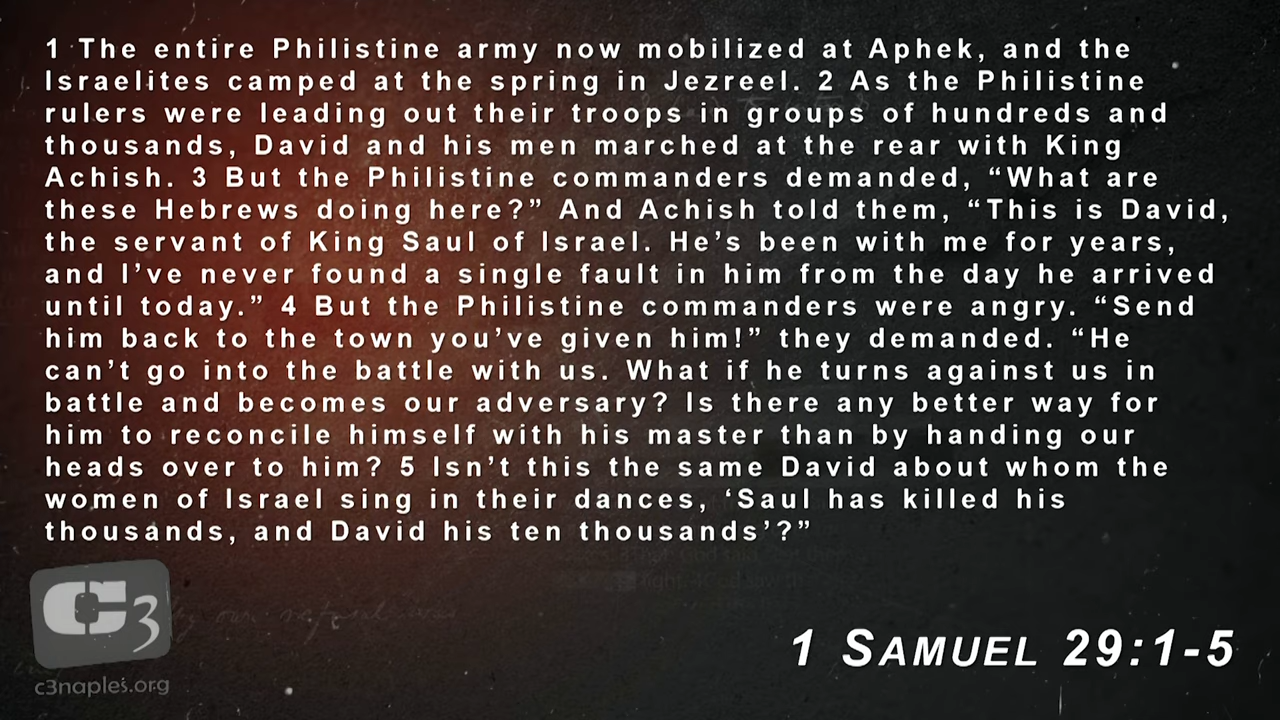 1 The entire Philistine army now mobilized at Aphek, and the
Israelites camped at the spring in Jezreel. 2 As the Philistine
rulers were leading out their troops in groups of hundreds and
thousands, David and his men marched at the rear with King
Achish. 3 But the Philistine commanders demanded, “What are
these Hebrews doing here?” And Achish told them, “This is David,
the servant of King Saul of Israel. He’s been with me for years,
and I’ve never found a single fault in him from the day he arrived
until today.” 4 But the Philistine commanders were angry. “Send
him back to the town you’ve given him!” they demanded. “He
can’t go into the battle with us. What if he turns against us in
battle and becomes our adversary? Is there any better way for
him to reconcile himself with his master than by handing our
heads over to him? 5 Isn’t this the same David about whom the
women of Israel sing in their dances, ‘Saul has killed his
thousands, and David his ten thousands’?”
C3
c3naples.org
1 SAMUEL 29:1-5